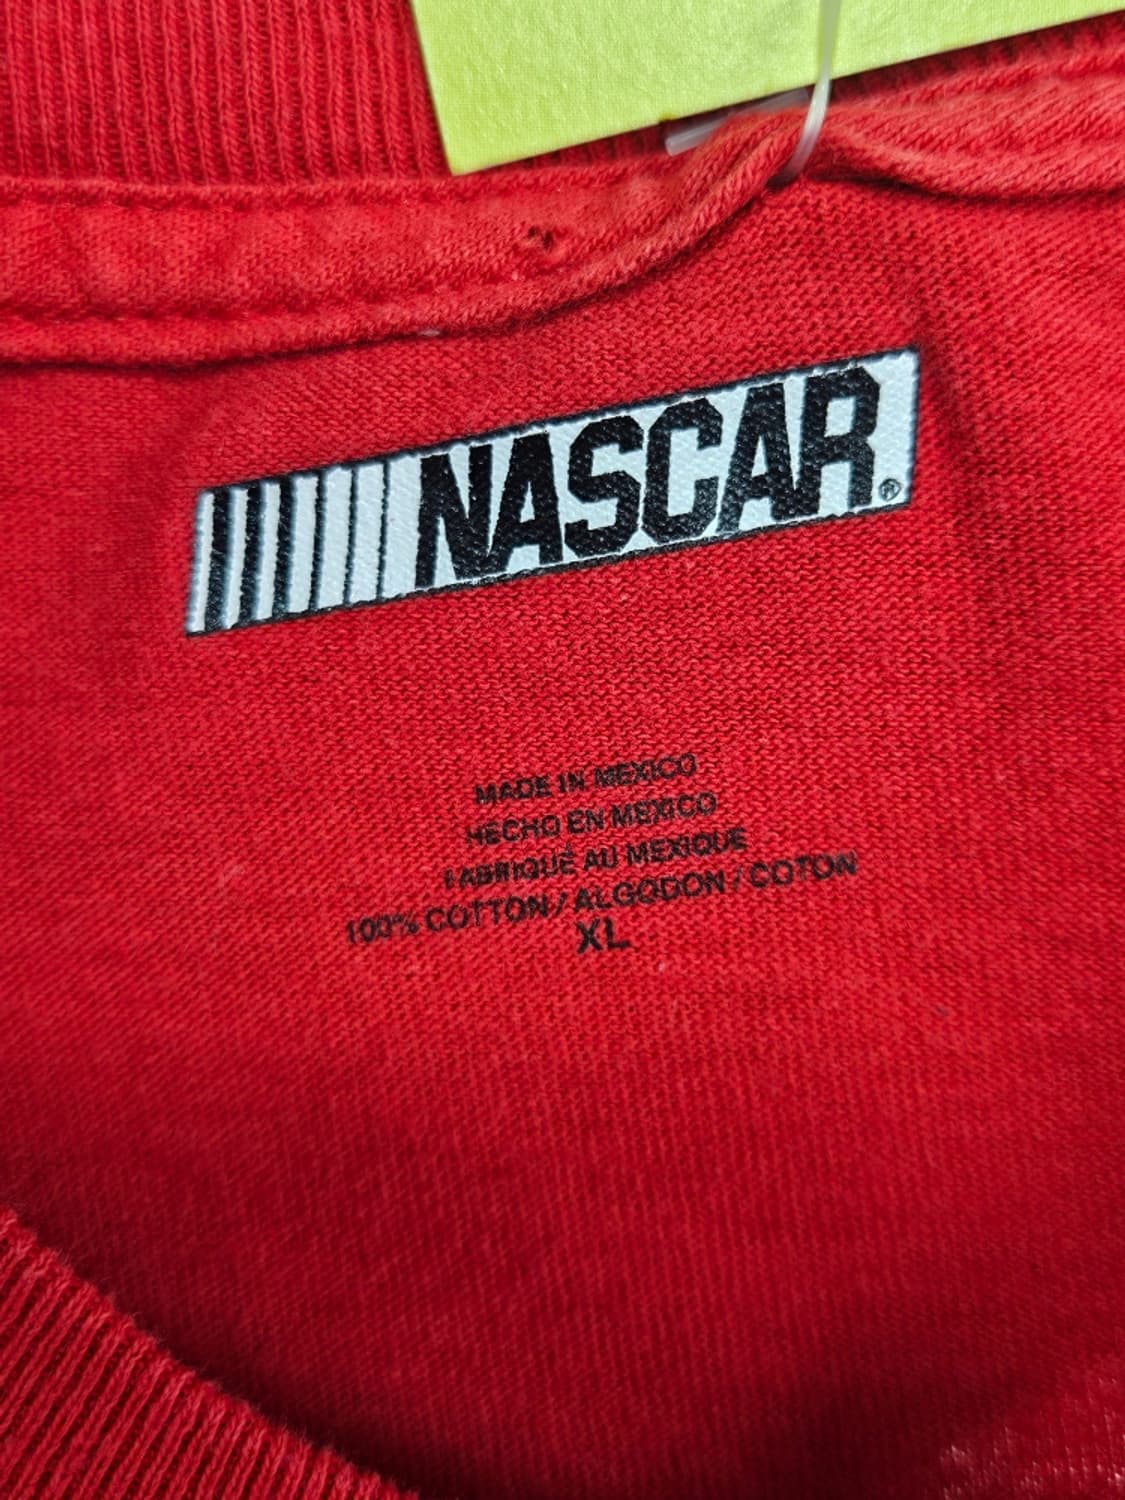 NASCAR®
MADE IN MEXICO
HECHO EN MEXICO
FABRIQUÉ AU MEXIQUE
100% COTTON / ALGODON / COTON
XL